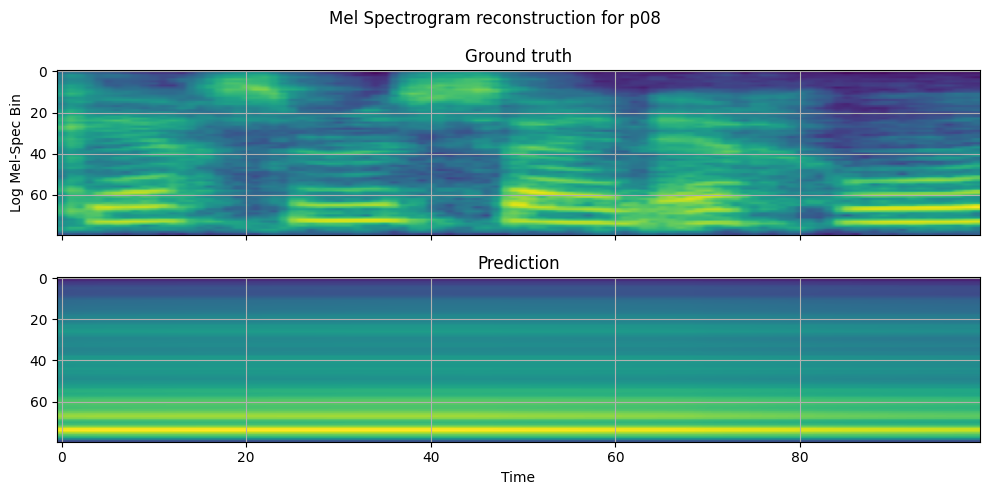 Mel Spectrogram reconstruction for p08
Ground truth
0
20
40
60
Log Mel-Spec Bin
Prediction
0
20
40
60
0 20 40 60 80
Time